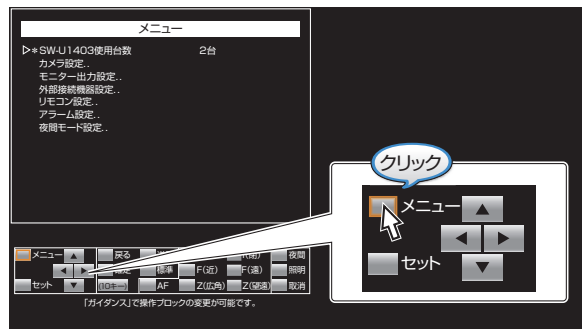 メニュー
▷＊SW-U1403使用台数 2台
カメラ設定..
モニター出力設定..
外部接続機器設定..
リモコン設定..
アラーム設定..
夜間モード設定..
メニュー ▲ 戻る 夜間
◀ ▶ 標準 F(近) F(遠) 照明
セット ▼ (10キー) AF Z(広角) Z(望遠) 取消
「ガイダンス」で操作ブロックの変更が可能です。
クリック
メニュー ▲
◀ ▶
セット ▼